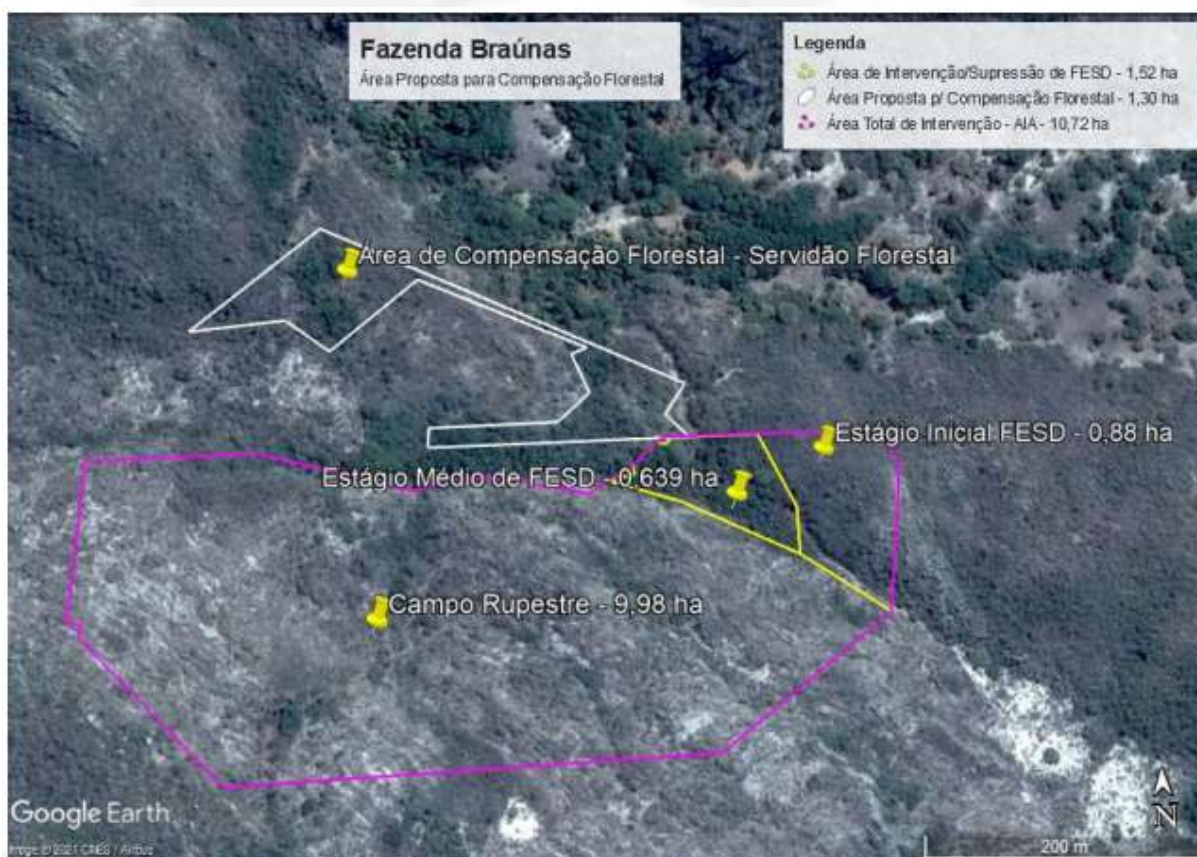 Fazenda Braúnas
Área Proposta para Compensação Florestal
Legenda
Área de Intervenção/Supressão de FESD - 1,52 ha
Área Proposta p/ Compensação Florestal - 1,30 ha
Área Total de Intervenção - AIA - 10,72 ha
Área de Compensação Florestal - Servidão Florestal
Estágio Inicial FESD - 0,88 ha
Estágio Médio de FESD - 0,639 ha
Campo Rupestre - 9,98 ha
Google Earth
Image © 2021 CNES / Airbus
N
200 m